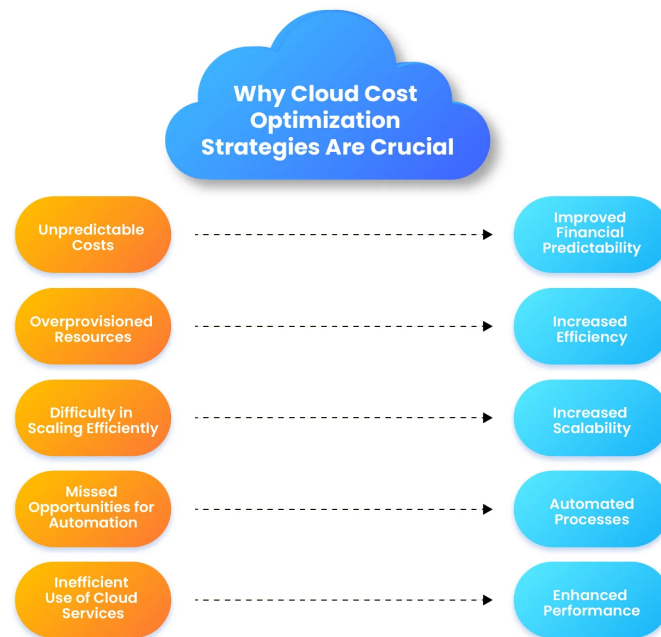 Why Cloud Cost
Optimization
Strategies Are Crucial
Unpredictable
Costs
Improved
Financial
Predictability
Overprovisioned
Resources
Increased
Efficiency
Difficulty in
Scaling Efficiently
Increased
Scalability
Missed
Opportunities for
Automation
Automated
Processes
Inefficient
Use of Cloud
Services
Enhanced
Performance